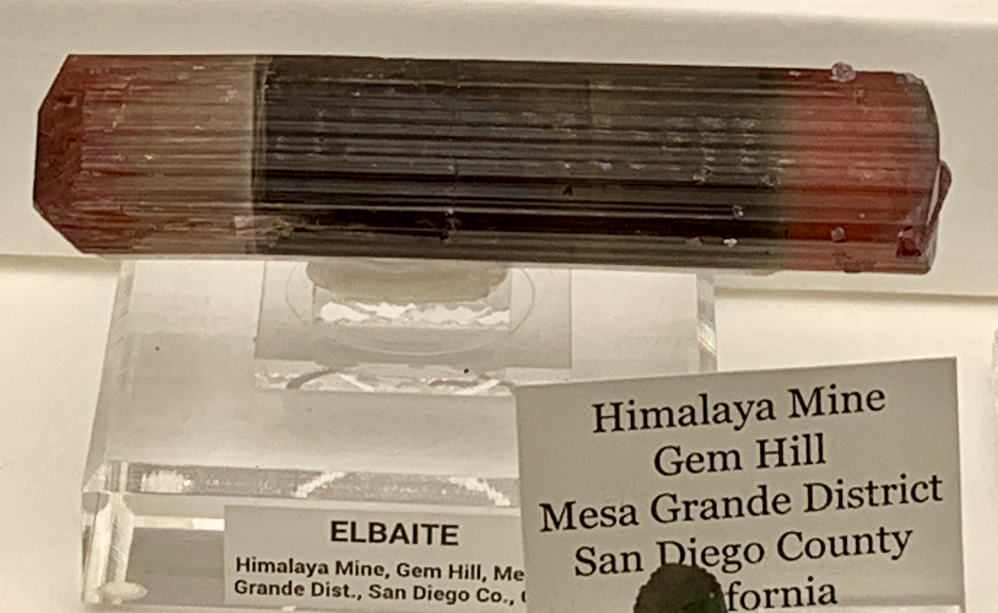 Himalaya Mine
Gem Hill
Mesa Grande District
San Diego County
fornia
ELBAITE
Himalaya Mine, Gem Hill, Me
Grande Dist., San Diego Co.,